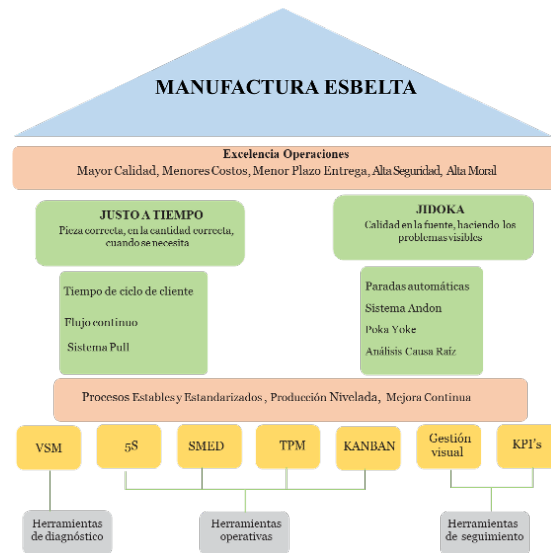 MANUFACTURA ESBELTA
Excelencia Operaciones
Mayor Calidad, Menores Costos, Menor Plazo Entrega, Alta Seguridad, Alta Moral
JUSTO A TIEMPO
Pieza correcta, en la cantidad correcta,
cuando se necesita
JIDOKA
Calidad en la fuente, haciendo los
problemas visibles
Tiempo de ciclo de cliente
Flujo continuo
Sistema Pull
Paradas automáticas
Sistema Andon
Poka Yoke
Análisis Causa Raíz
Procesos Estables y Estandarizados, Producción Nivelada, Mejora Continua
VSM
5S
SMED
TPM
KANBAN
Gestión
visual
KPI's
Herramientas
de diagnóstico
Herramientas
operativas
Herramientas
de seguimiento